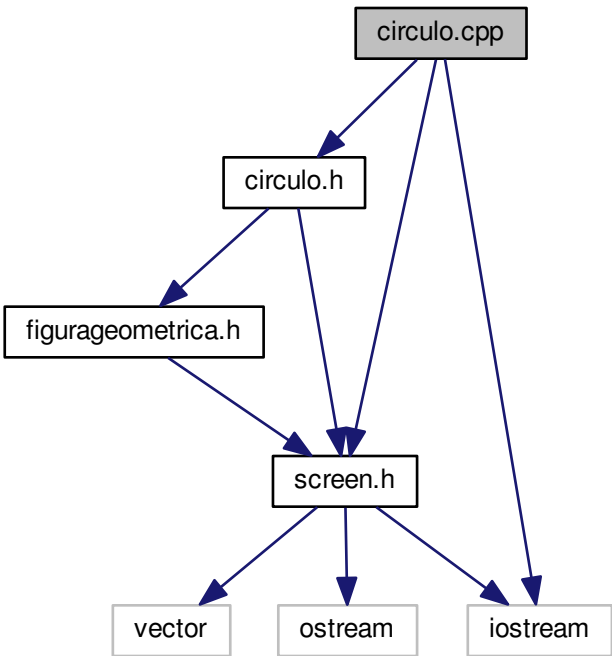 circulo.cpp
circulo.h
figurageometrica.h
screen.h
vector
ostream
iostream